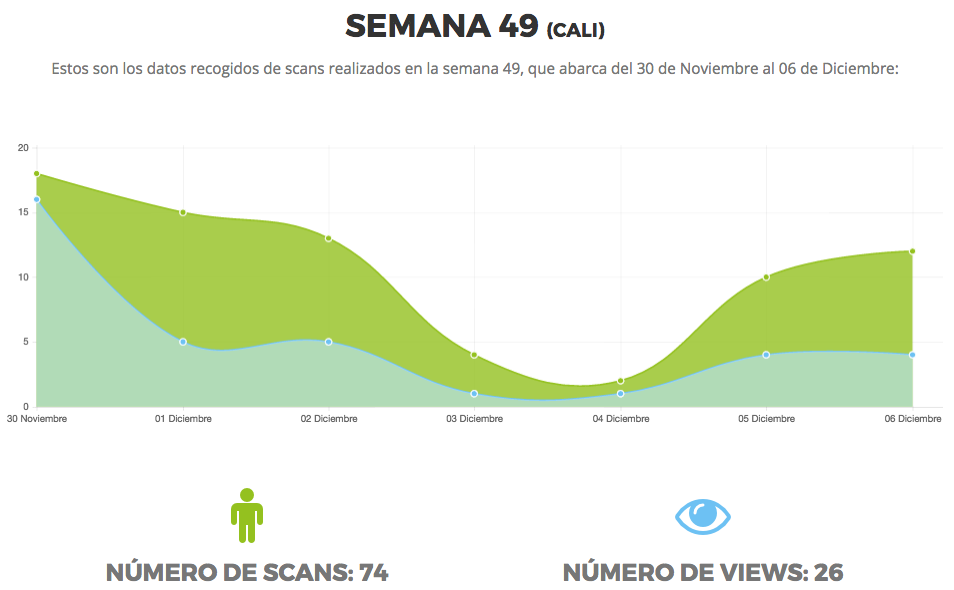 SEMANA 49 (CALI)
Estos son los datos recogidos de scans realizados en la semana 49, que abarca del 30 de Noviembre al 06 de Diciembre:
20
15
10
5
0
30 Noviembre 01 Diciembre 02 Diciembre 03 Diciembre 04 Diciembre 05 Diciembre 06 Diciembre
NÚMERO DE SCANS: 74 NÚMERO DE VIEWS: 26